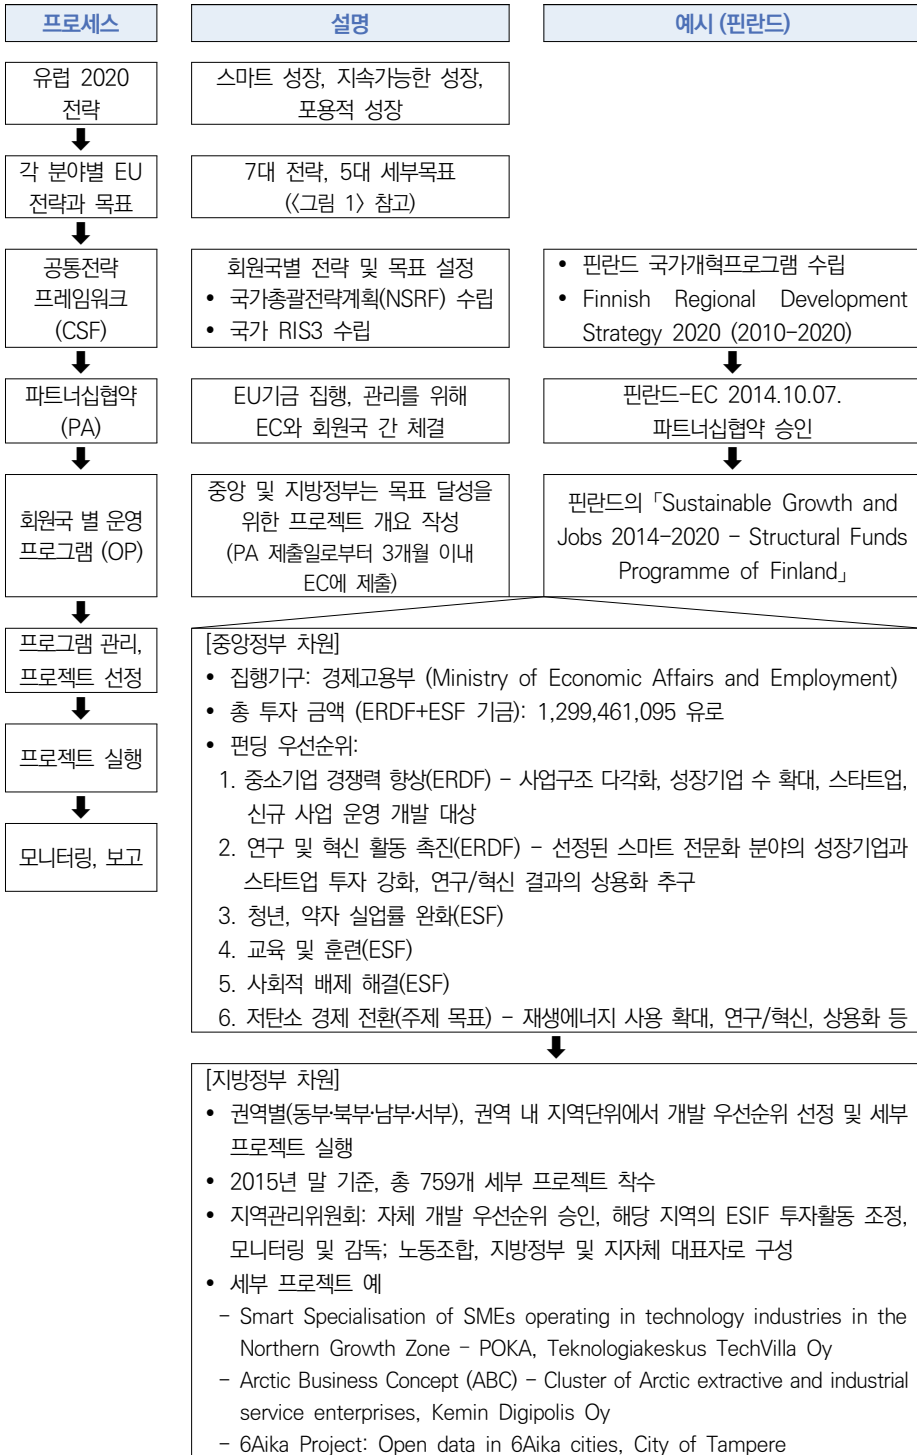 프로세스
설명
예시 (핀란드)
유럽 2020
전략
스마트 성장, 지속가능한 성장,
포용적 성장
각 분야별 EU
전략과 목표
7대 전략, 5대 세부목표
(〈그림 1〉 참고)
공통전략
프레임워크
(CSF)
회원국별 전략 및 목표 설정
• 국가총괄전략계획(NSRF) 수립
• 국가 RIS3 수립
• 핀란드 국가개혁프로그램 수립
• Finnish Regional Development
Strategy 2020 (2010-2020)
파트너십협약
(PA)
EU기금 집행, 관리를 위해
EC와 회원국 간 체결
핀란드-EC 2014.10.07.
파트너십협약 승인
회원국 별 운영
프로그램 (OP)
중앙 및 지방정부는 목표 달성을
위한 프로젝트 개요 작성
(PA 제출일로부터 3개월 이내
EC에 제출)
핀란드의 「Sustainable Growth and
Jobs 2014-2020 - Structural Funds
Programme of Finland」
프로그램 관리,
프로젝트 선정
프로젝트 실행
모니터링, 보고
[중앙정부 차원]
• 집행기구: 경제고용부 (Ministry of Economic Affairs and Employment)
• 총 투자 금액 (ERDF+ESF 기금): 1,299,461,095 유로
• 펀딩 우선순위:
1. 중소기업 경쟁력 향상(ERDF) - 사업구조 다각화, 성장기업 수 확대, 스타트업,
신규 사업 운영 개발 대상
2. 연구 및 혁신 활동 촉진(ERDF) - 선정된 스마트 전문화 분야의 성장기업과
스타트업 투자 강화, 연구/혁신 결과의 상용화 추구
3. 청년, 약자 실업률 완화(ESF)
4. 교육 및 훈련(ESF)
5. 사회적 배제 해결(ESF)
6. 저탄소 경제 전환(주제 목표) - 재생에너지 사용 확대, 연구/혁신, 상용화 등
[지방정부 차원]
• 권역별(동부·북부·남부·서부), 권역 내 지역단위에서 개발 우선순위 선정 및 세부
프로젝트 실행
• 2015년 말 기준, 총 759개 세부 프로젝트 착수
• 지역관리위원회: 자체 개발 우선순위 승인, 해당 지역의 ESIF 투자활동 조정,
모니터링 및 감독; 노동조합, 지방정부 및 지자체 대표자로 구성
• 세부 프로젝트 예
- Smart Specialisation of SMEs operating in technology industries in the
Northern Growth Zone - POKA, Teknologiakeskus TechVilla Oy
- Arctic Business Concept (ABC) - Cluster of Arctic extractive and industrial
service enterprises, Kemin Digipolis Oy
- 6Aika Project: Open data in 6Aika cities, City of Tampere